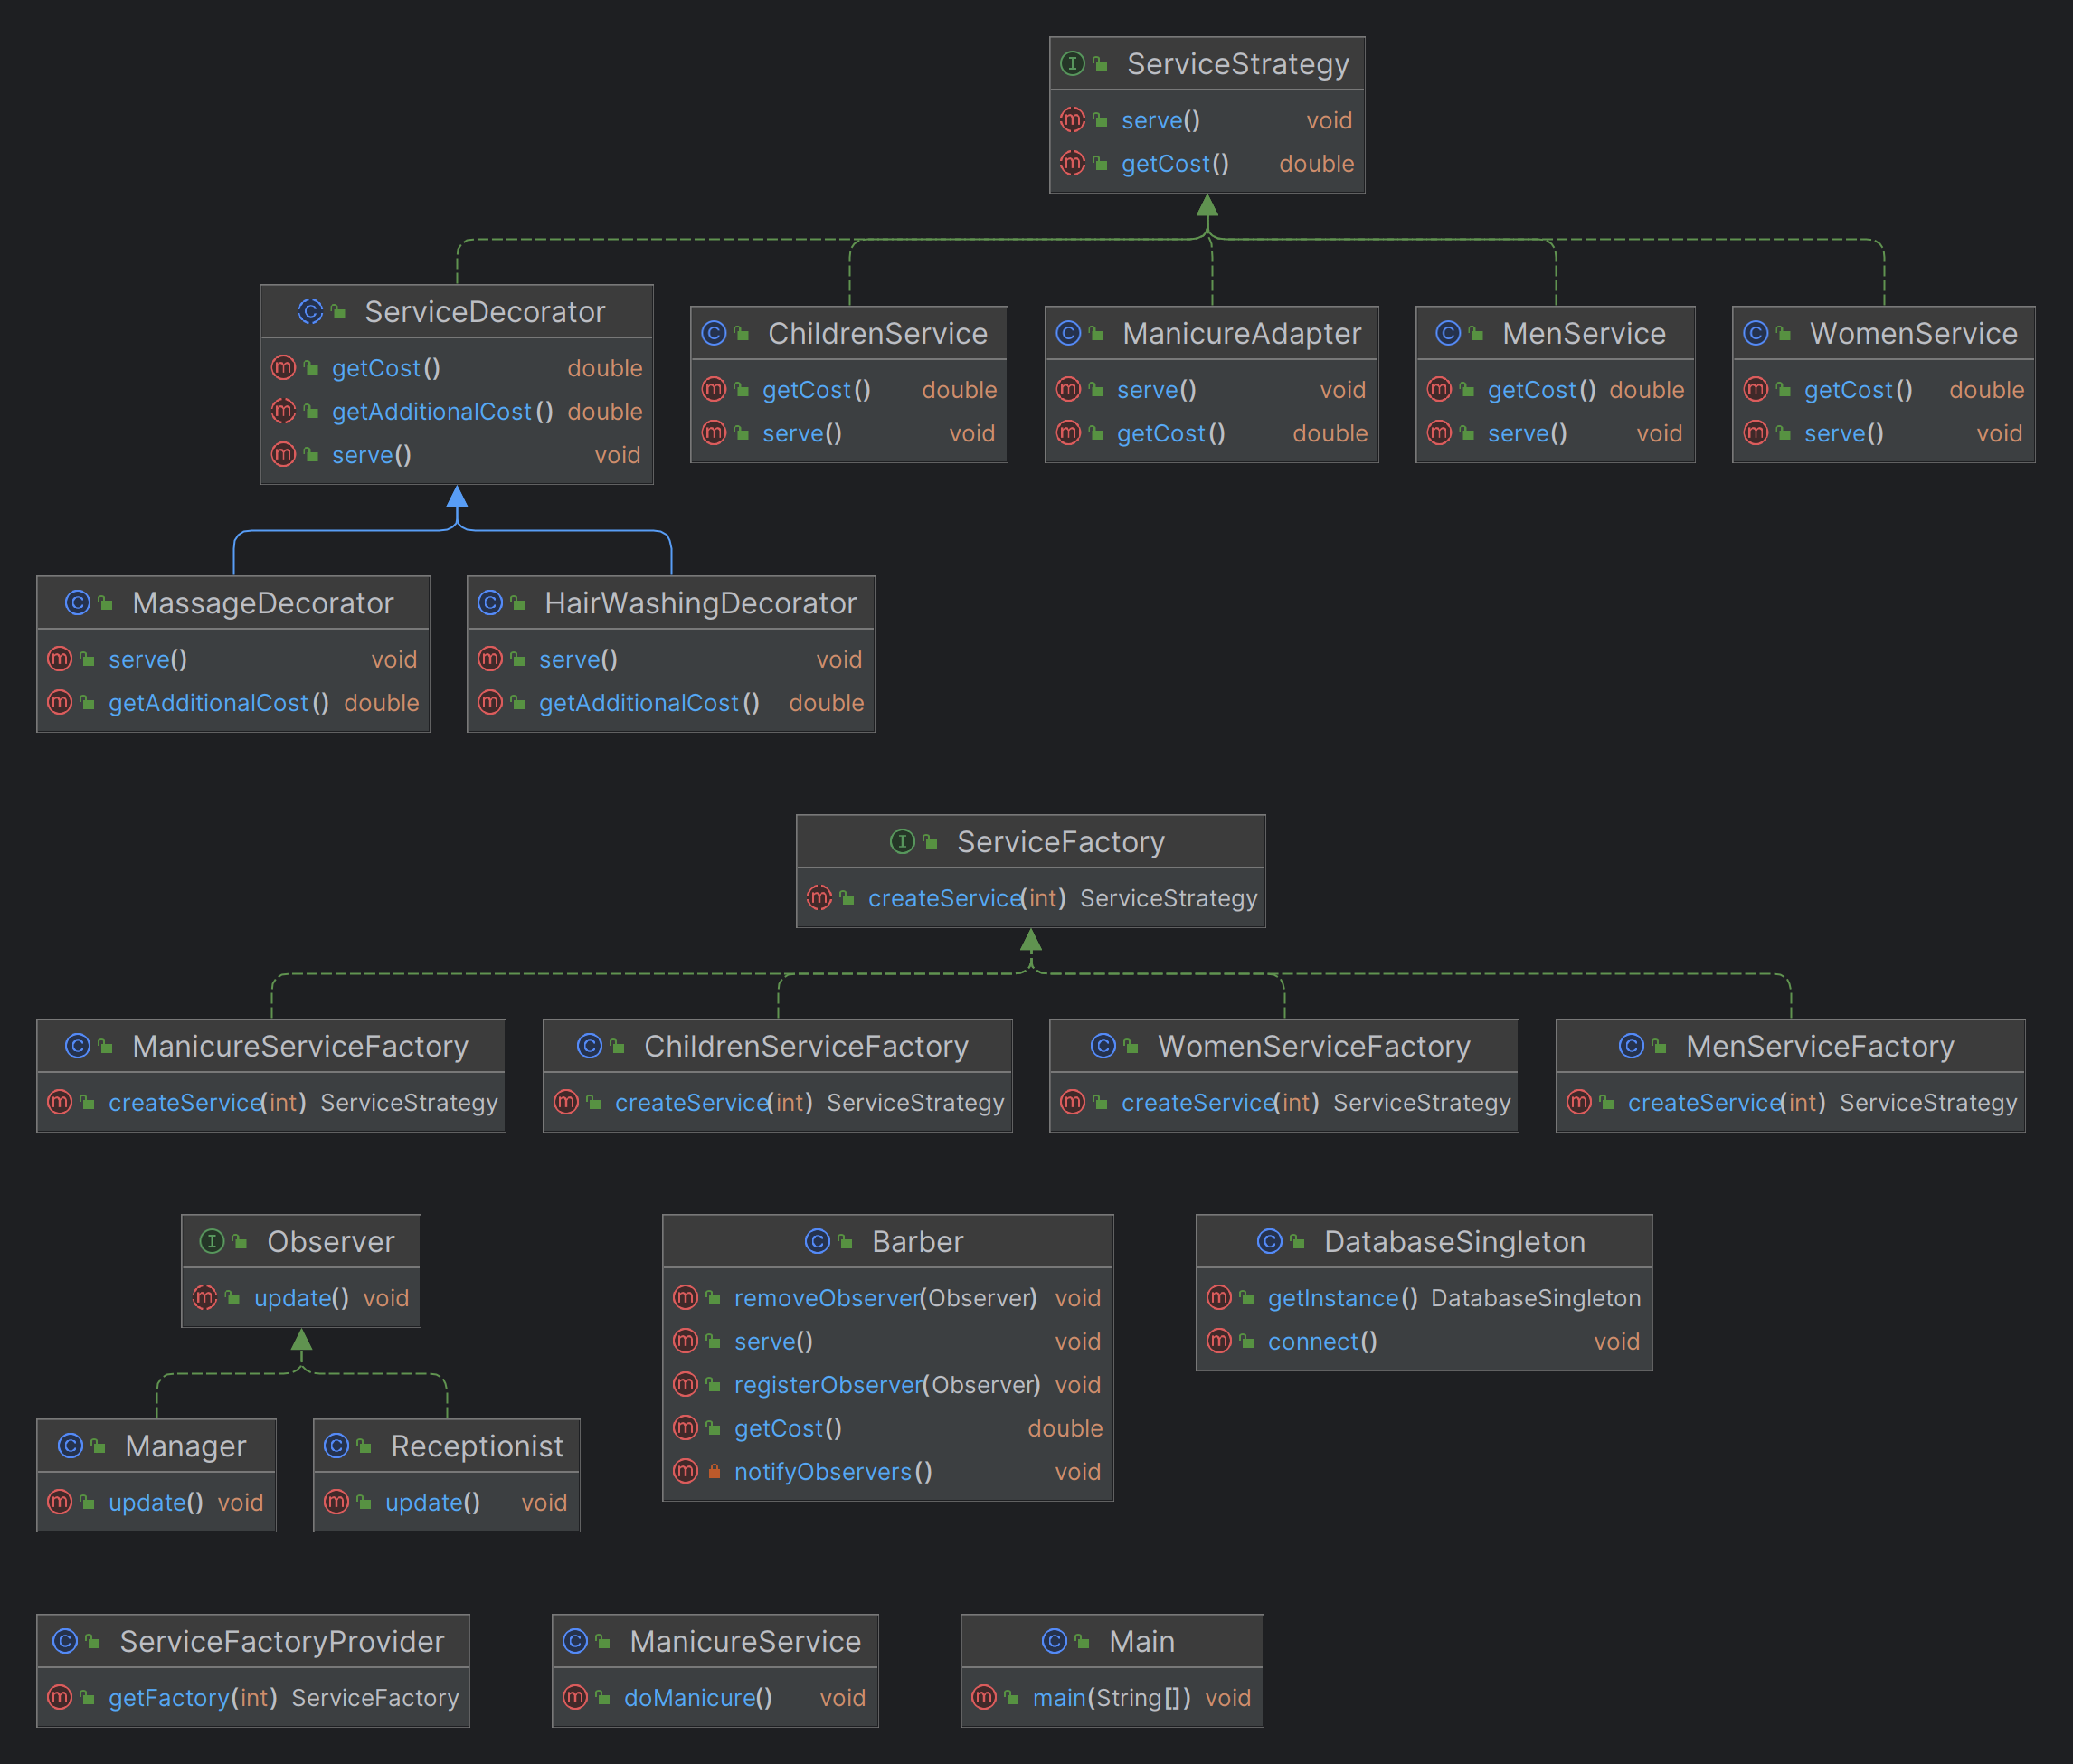 ServiceStrategy
serve() void
getCost() double
ServiceDecorator
getCost() double
getAdditionalCost() double
serve() void
ChildrenService
getCost() double
serve() void
ManicureAdapter
serve() void
getCost() double
MenService
getCost() double
serve() void
WomenService
getCost() double
serve() void
MassageDecorator
serve() void
getAdditionalCost() double
HairWashingDecorator
serve() void
getAdditionalCost() double
ServiceFactory
createService(int) ServiceStrategy
ManicureServiceFactory
createService(int) ServiceStrategy
ChildrenServiceFactory
createService(int) ServiceStrategy
WomenServiceFactory
createService(int) ServiceStrategy
MenServiceFactory
createService(int) ServiceStrategy
Observer
update() void
Barber
removeObserver(Observer) void
serve() void
registerObserver(Observer) void
getCost() double
notifyObservers() void
DatabaseSingleton
getInstance() DatabaseSingleton
connect() void
Manager
update() void
Receptionist
update() void
ServiceFactoryProvider
getFactory(int) ServiceFactory
ManicureService
doManicure() void
Main
main(String[]) void